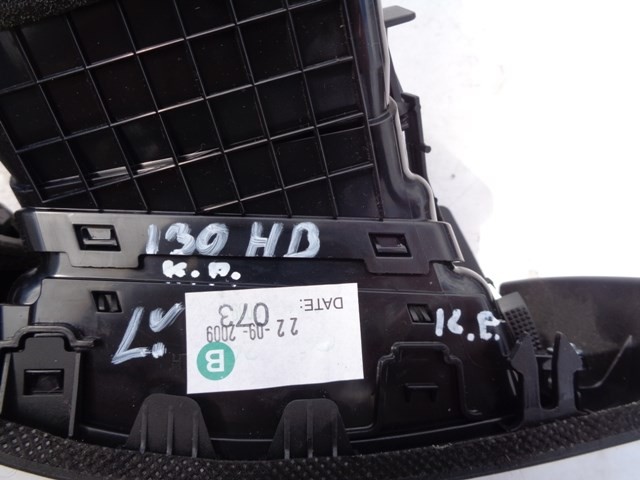 130 HD
K.A.
DATE:
073
22-09-2009
B
K.E.